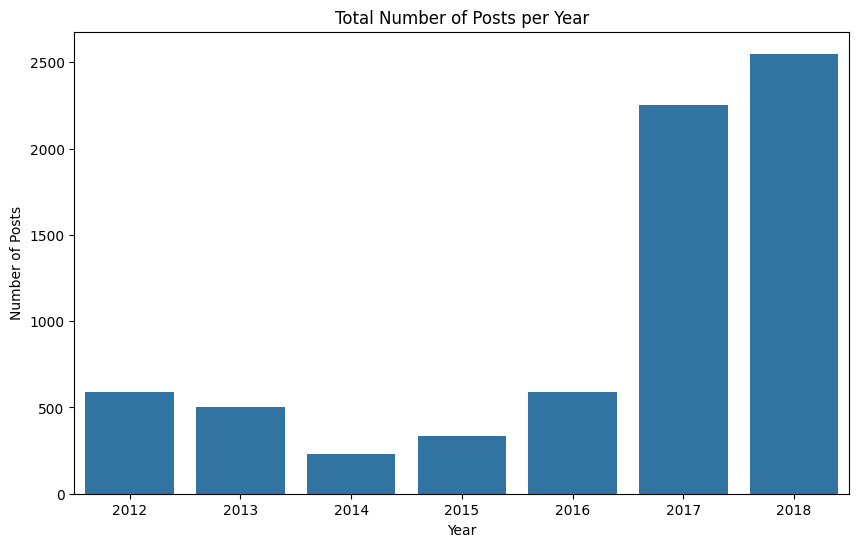 Total Number of Posts per Year
Number of Posts
2500
2000
1500
1000
500
0
2012 2013 2014 2015 2016 2017 2018
Year